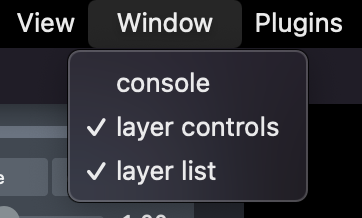 View Window Plugins
console
✓ layer controls
✓ layer list